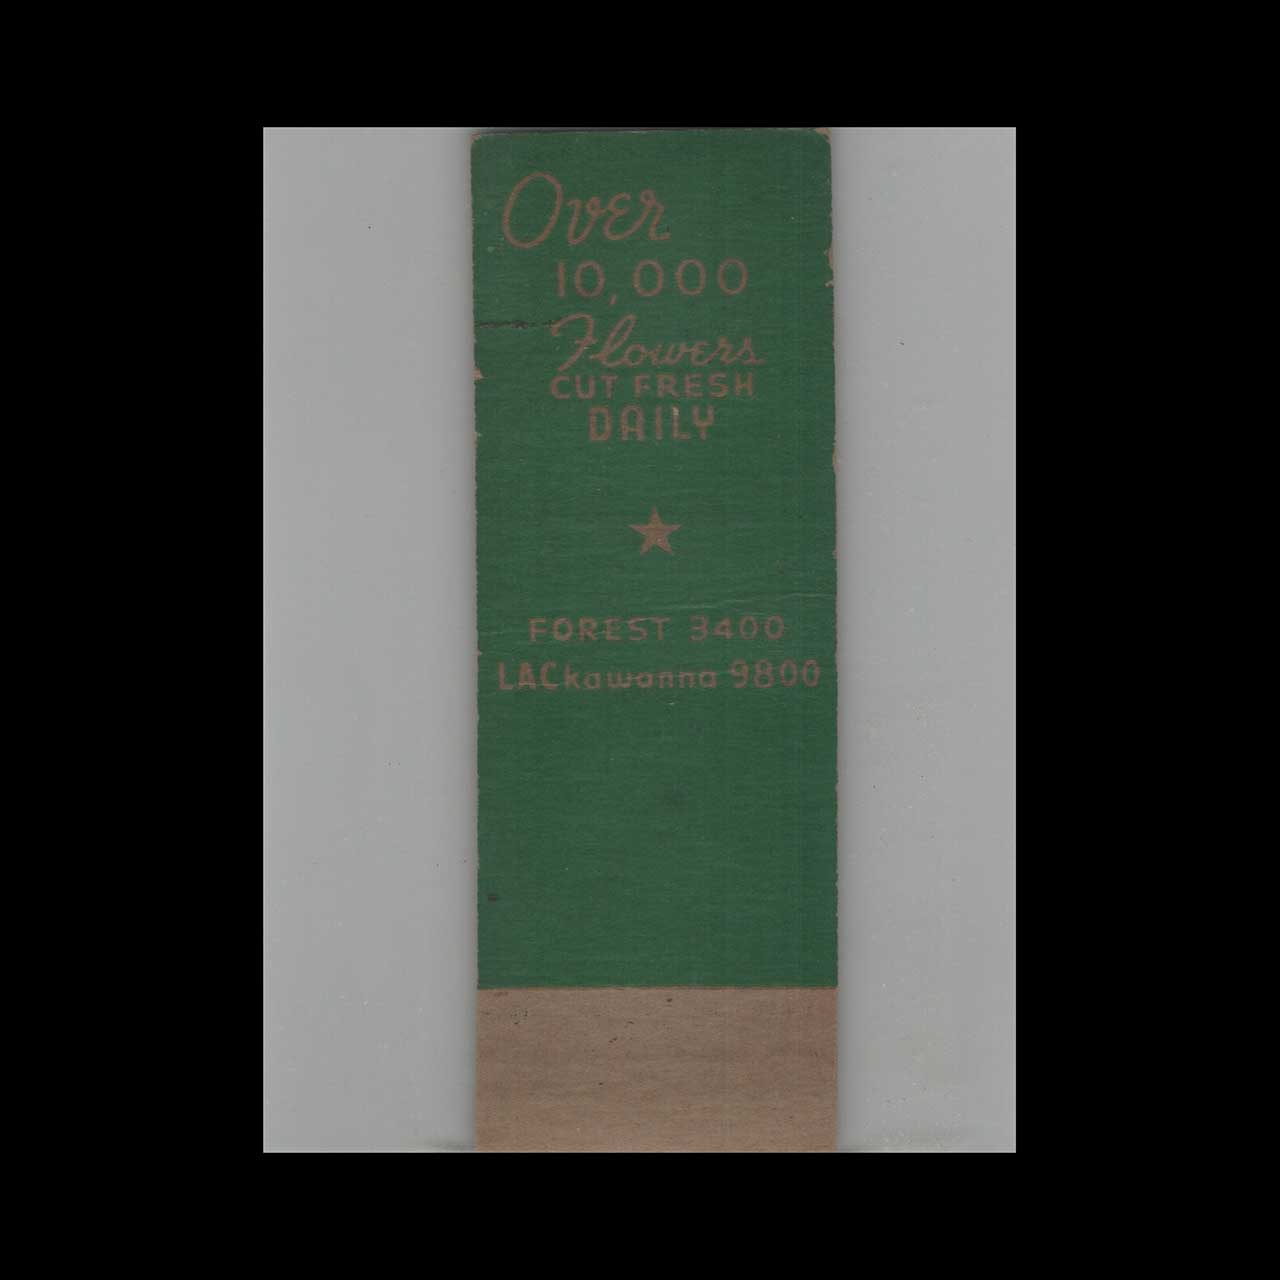 Over
10,000
Flowers
CUT FRESH
DAILY
FOREST 3400
LACkawanna 9800